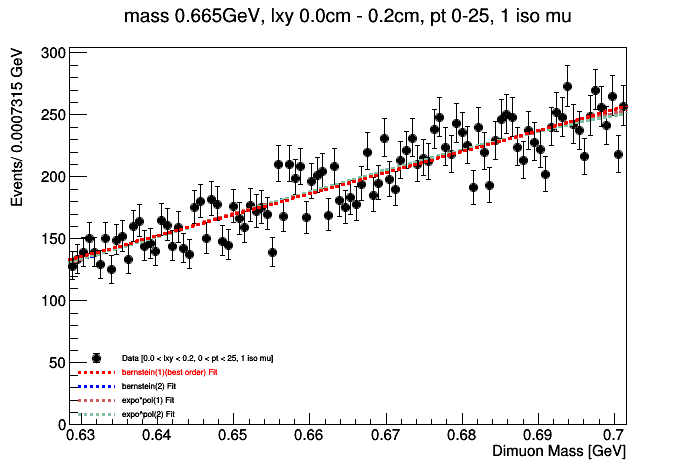 mass 0.665GeV, lxy 0.0cm - 0.2cm, pt 0-25, 1 iso mu
Events/ 0.0007315 GeV
300
250
200
150
100
50
0
Data [0.0 < lxy < 0.2, 0 < pt < 25, 1 iso mu]
bernstein(1)(best order) Fit
bernstein(2) Fit
expo*pol(1) Fit
expo*pol(2) Fit
0.63 0.64 0.65 0.66 0.67 0.68 0.69 0.7
Dimuon Mass [GeV]